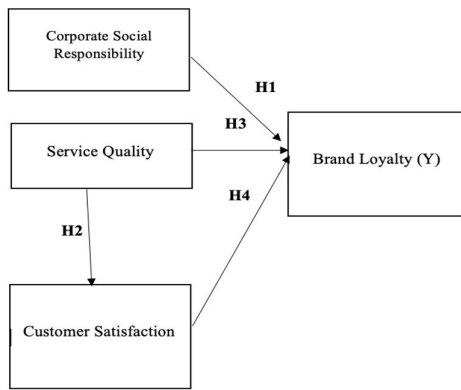 Corporate Social
Responsibility
H1
H3
Service Quality
Brand Loyalty (Y)
H4
H2
Customer Satisfaction